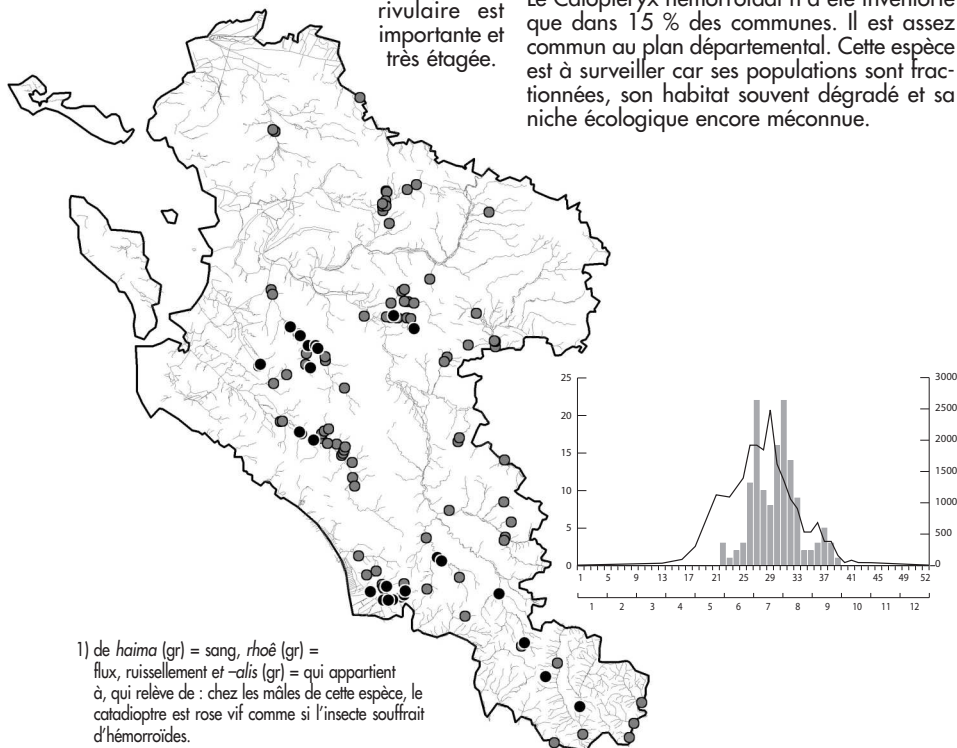 rivulaire est
importante et
très étagée.
que dans 15 % des communes. Il est assez
commun au plan départemental. Cette espèce
est à surveiller car ses populations sont frac-
tionnées, son habitat souvent dégradé et sa
niche écologique encore méconnue.
25
20
15
10
5
0
3000
2500
2000
1500
1000
500
0
1 5 9 13 17 21 25 29 33 37 41 45 49 52
1 2 3 4 5 6 7 8 9 10 11 12
1) de haima (gr) = sang, rhoê (gr) =
flux, ruissellement et –alis (gr) = qui appartient
à, qui relève de : chez les mâles de cette espèce, le
catadioptre est rose vif comme si l'insecte souffrait
d'hémorroïdes.